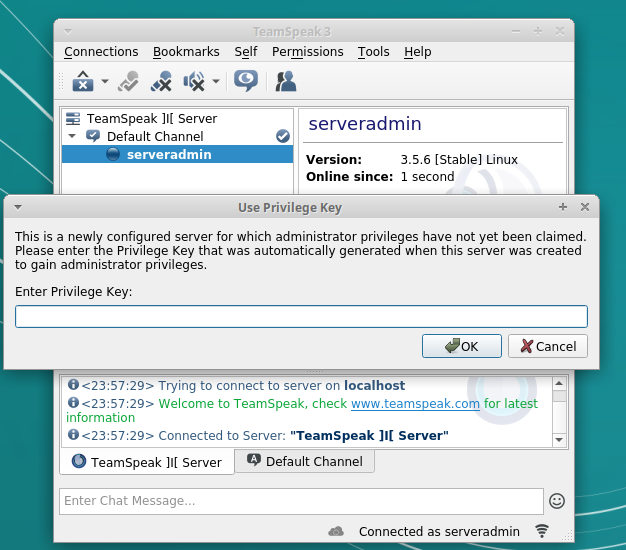 TeamSpeak 3
Connections Bookmarks Self Permissions Tools Help
TeamSpeak ]I[ Server
Default Channel
serveradmin
serveradmin
Version: 3.5.6 [Stable] Linux
Online since: 1 second
Use Privilege Key
This is a newly configured server for which administrator privileges have not yet been claimed.
Please enter the Privilege Key that was automatically generated when this server was created
to gain administrator privileges.
Enter Privilege Key:
OK Cancel
<23:57:29> Trying to connect to server on localhost
<23:57:29> Welcome to TeamSpeak, check www.teamspeak.com for latest
information
<23:57:29> Connected to Server: "TeamSpeak ]I[ Server"
TeamSpeak ]I[ Server Default Channel
Enter Chat Message...
Connected as serveradmin